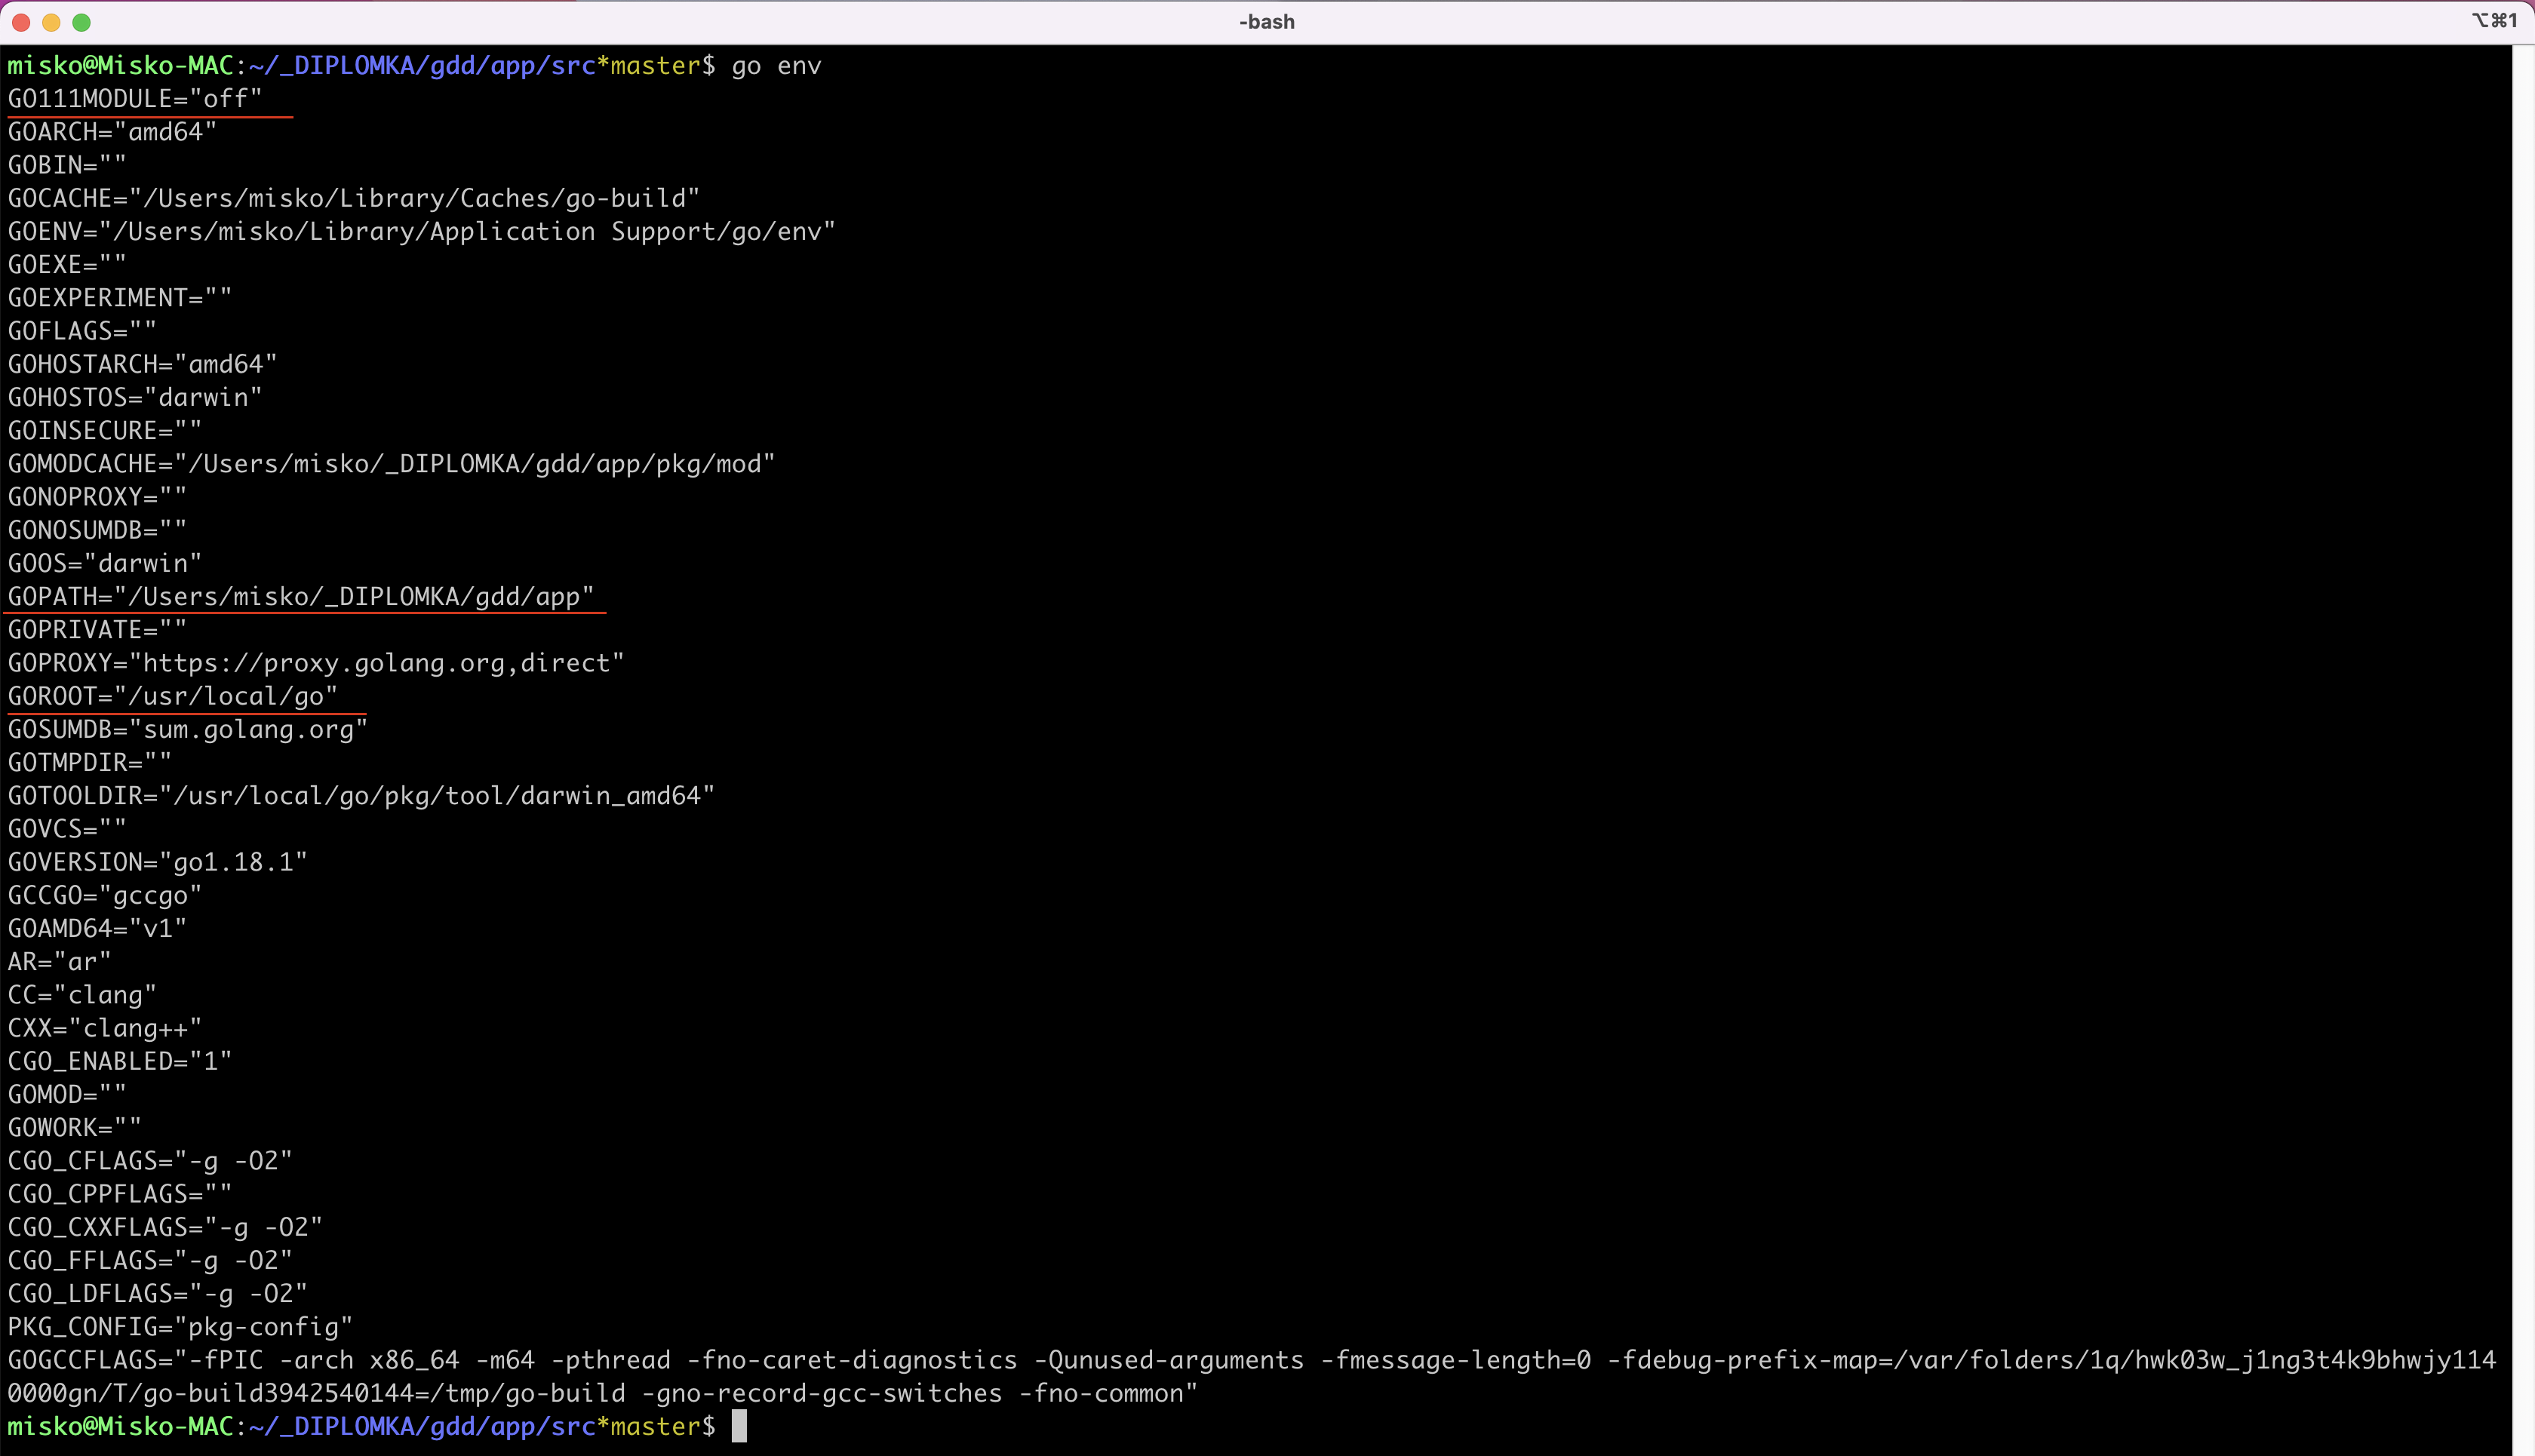 -bash
⌥⌘1
misko@Misko-MAC:~/_DIPLOMKA/gdd/app/src*master$ go env
GO111MODULE="off"
GOARCH="amd64"
GOBIN=""
GOCACHE="/Users/misko/Library/Caches/go-build"
GOENV="/Users/misko/Library/Application Support/go/env"
GOEXE=""
GOEXPERIMENT=""
GOFLAGS=""
GOHOSTARCH="amd64"
GOHOSTOS="darwin"
GOINSECURE=""
GOMODCACHE="/Users/misko/_DIPLOMKA/gdd/app/pkg/mod"
GONOPROXY=""
GONOSUMDB=""
GOOS="darwin"
GOPATH="/Users/misko/_DIPLOMKA/gdd/app"
GOPRIVATE=""
GOPROXY="https://proxy.golang.org,direct"
GOROOT="/usr/local/go"
GOSUMDB="sum.golang.org"
GOTMPDIR=""
GOTOOLDIR="/usr/local/go/pkg/tool/darwin_amd64"
GOVCS=""
GOVERSION="go1.18.1"
GCCGO="gccgo"
GOAMD64="v1"
AR="ar"
CC="clang"
CXX="clang++"
CGO_ENABLED="1"
GOMOD=""
GOWORK=""
CGO_CFLAGS="-g -O2"
CGO_CPPFLAGS=""
CGO_CXXFLAGS="-g -O2"
CGO_FFLAGS="-g -O2"
CGO_LDFLAGS="-g -O2"
PKG_CONFIG="pkg-config"
GOGCCFLAGS="-fPIC -arch x86_64 -m64 -pthread -fno-caret-diagnostics -Qunused-arguments -fmessage-length=0 -fdebug-prefix-map=/var/folders/1q/hwk03w_j1ng3t4k9bhwjy114
0000gn/T/go-build3942540144=/tmp/go-build -gno-record-gcc-switches -fno-common"
misko@Misko-MAC:~/_DIPLOMKA/gdd/app/src*master$